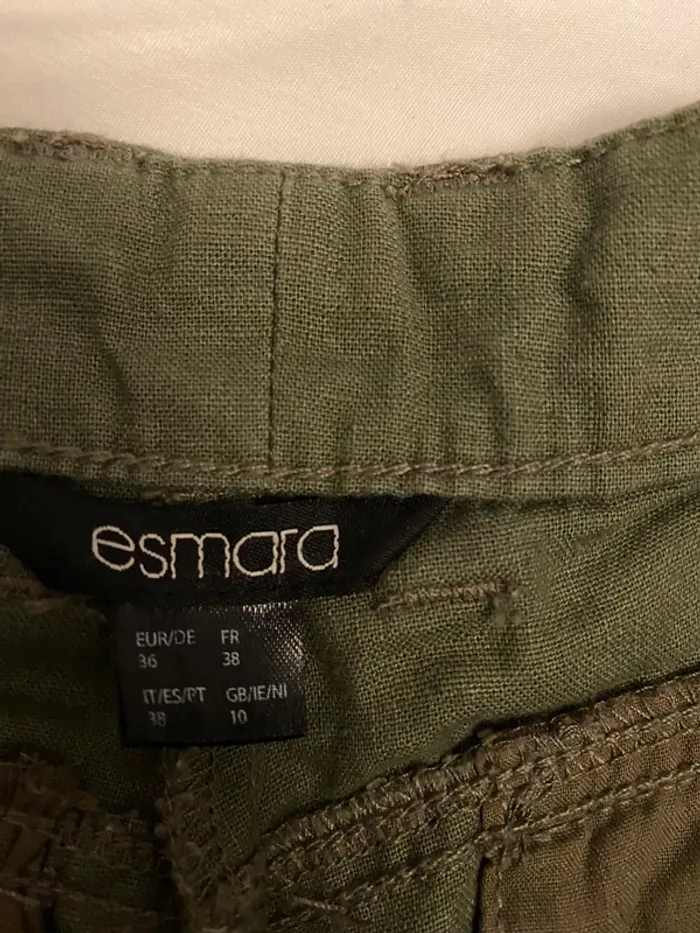 esmara
EUR/DE FR
36 38
IT/ES/PT GB/IE/NI
38 10